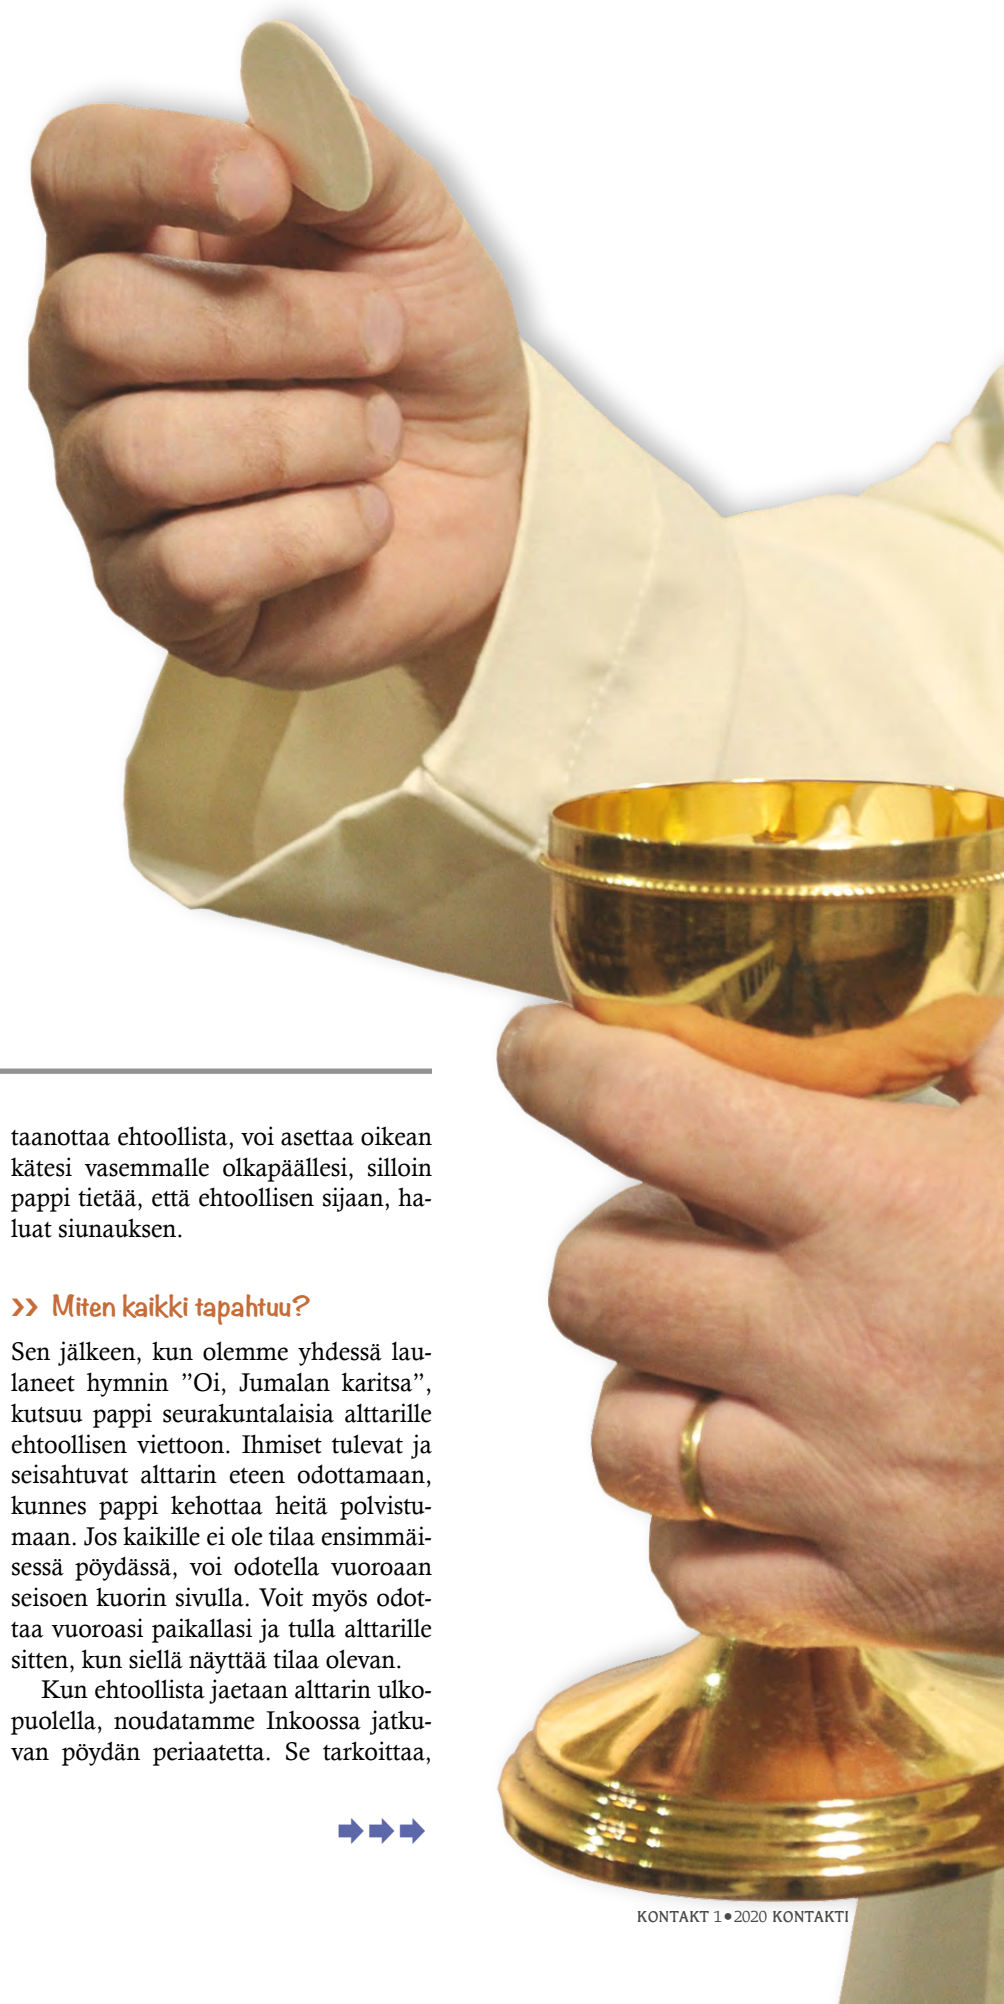 taanottaa ehtoollista, voi asettaa oikean
kätesi vasemmalle olkapäällesi, silloin
pappi tietää, että ehtoollisen sijaan, ha-
luat siunauksen.
›› Miten kaikki tapahtuu?
Sen jälkeen, kun olemme yhdessä lau-
laneet hymnin ”Oi, Jumalan karitsa”,
kutsuu pappi seurakuntalaisia alttarille
ehtoollisen viettoon. Ihmiset tulevat ja
seisahtuvat alttarin eteen odottamaan,
kunnes pappi kehottaa heitä polvistu-
maan. Jos kaikille ei ole tilaa ensimmäi-
sessä pöydässä, voi odotella vuoroaan
seisoen kuorin sivulla. Voit myös odot-
taa vuoroasi paikallasi ja tulla alttarille
sitten, kun siellä näyttää tilaa olevan.
Kun ehtoollista jaetaan alttarin ulko-
puolella, noudatamme Inkoossa jatku-
van pöydän periaatetta. Se tarkoittaa,
KONTAKT 1•2020 KONTAKTI